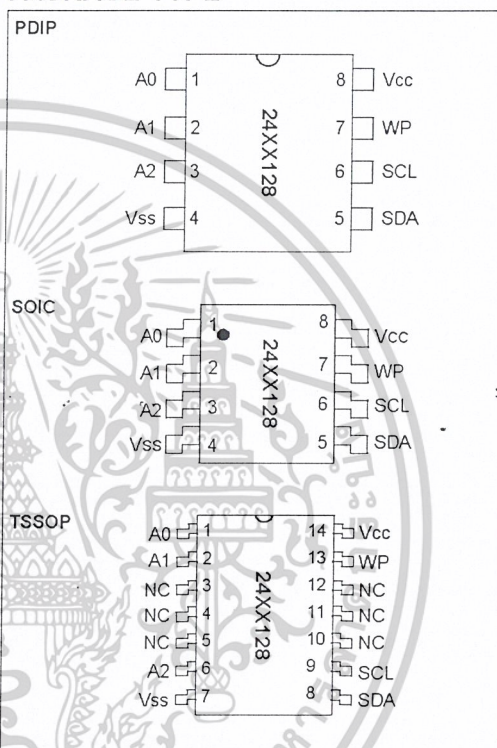 PDIP
A0 1 8 Vcc
A1 2 7 WP
A2 3 6 SCL
Vss 4 5 SDA
24XX128
SOIC
A0 1 8 Vcc
A1 2 7 WP
A2 3 6 SCL
Vss 4 5 SDA
24XX128
TSSOP
A0 1 14 Vcc
A1 2 13 WP
NC 3 12 NC
NC 4 11 NC
NC 5 10 NC
A2 6 9 SCL
Vss 7 8 SDA
24XX128